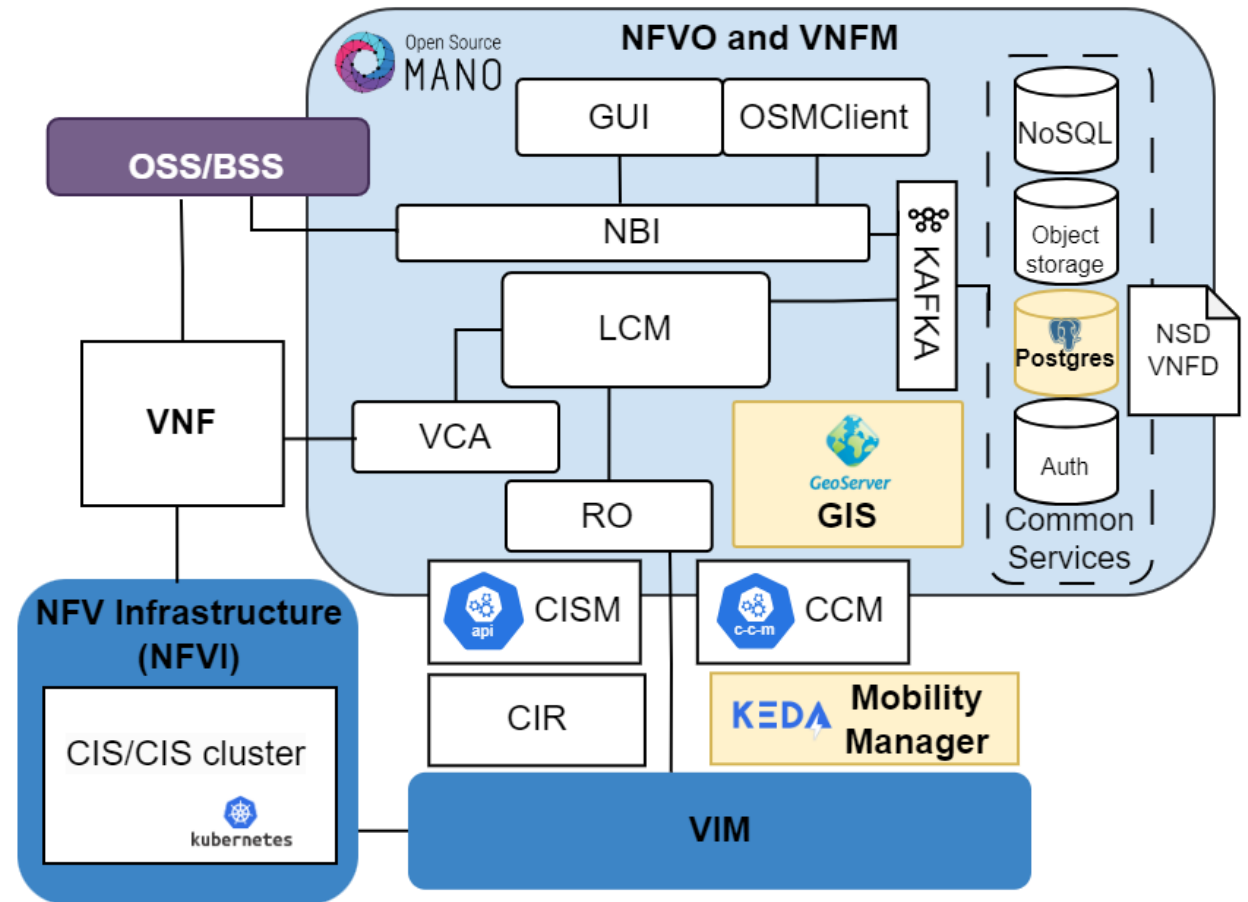 Open Source
MANO
NFVO and VNFM
GUI
OSMClient
NoSQL
OSS/BSS
NBI
KAFKA
Object
storage
LCM
Postgres
NSD
VNFD
VNF
VCA
GeoServer
GIS
Auth
RO
Common
Services
api
CISM
c-c-m
CCM
NFV Infrastructure
(NFVI)
CIR
KEDA
Mobility
Manager
CIS/CIS cluster
kubernetes
VIM